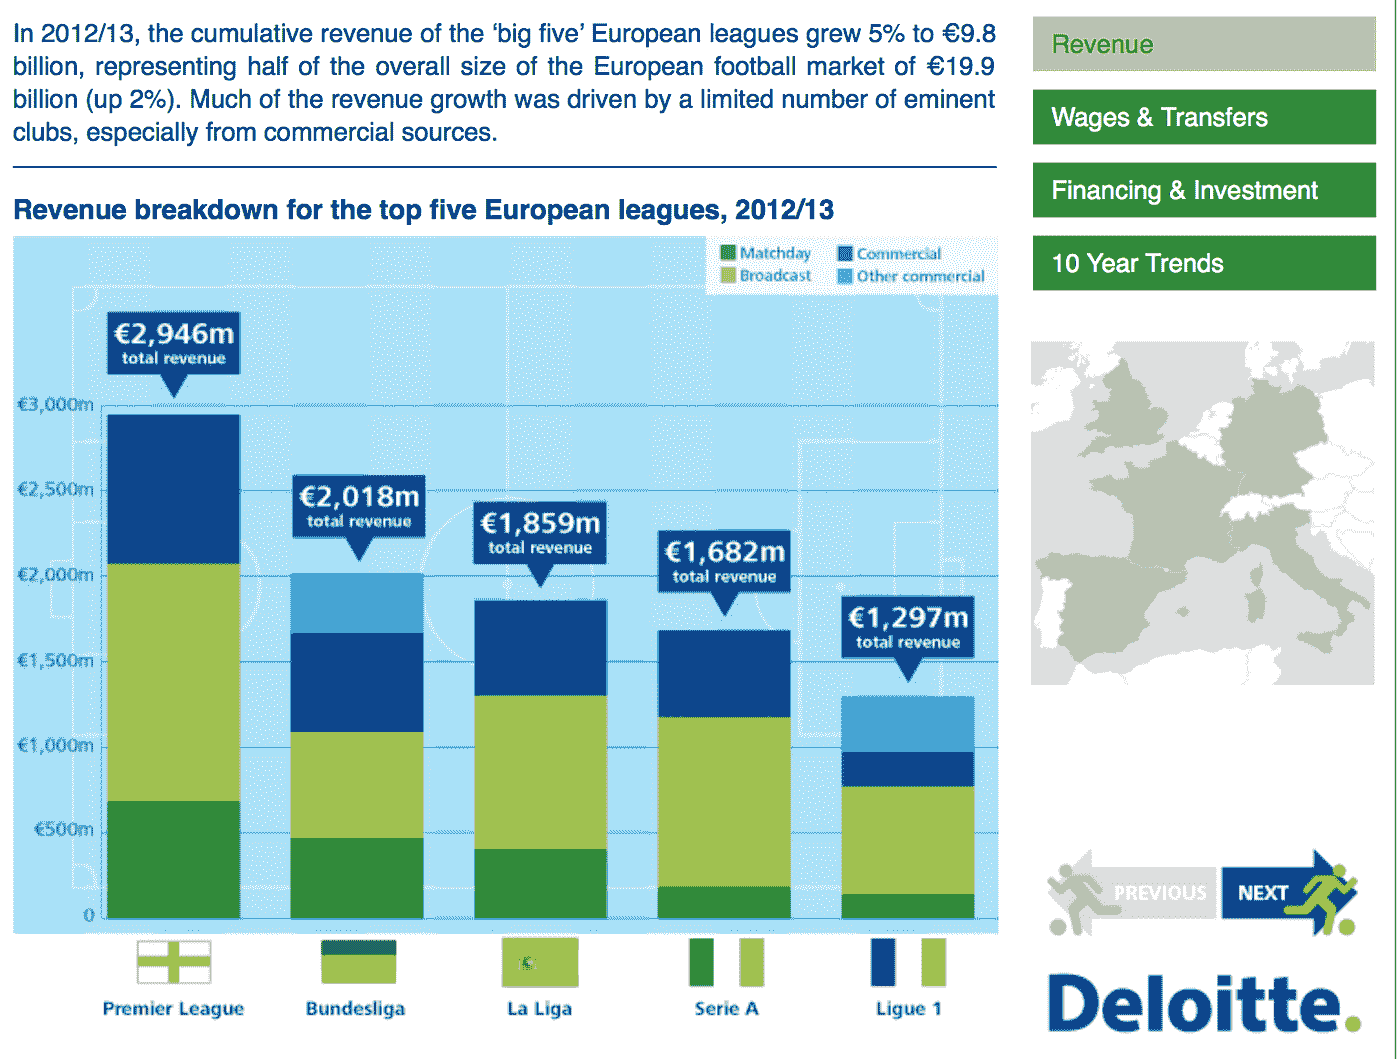 In 2012/13, the cumulative revenue of the ‘big five’ European leagues grew 5% to €9.8
billion, representing half of the overall size of the European football market of €19.9
billion (up 2%). Much of the revenue growth was driven by a limited number of eminent
clubs, especially from commercial sources.
Revenue breakdown for the top five European leagues, 2012/13
Matchday
Commercial
Broadcast
Other commercial
€2,946m
total revenue
€2,018m
total revenue
€1,859m
total revenue
€1,682m
total revenue
€1,297m
total revenue
€3,000m
€2,500m
€2,000m
€1,500m
€1,000m
€500m
0
Premier League
Bundesliga
La Liga
Serie A
Ligue 1
Revenue
Wages & Transfers
Financing & Investment
10 Year Trends
PREVIOUS
NEXT
Deloitte.